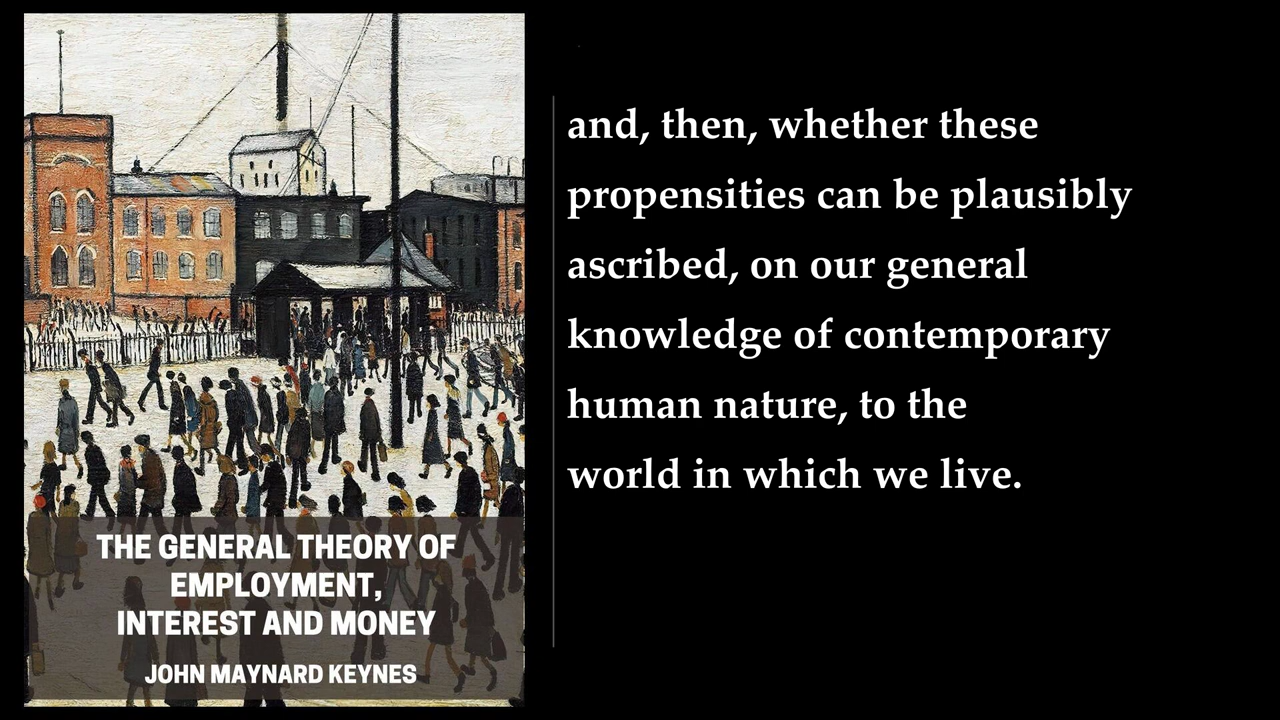 THE GENERAL THEORY OF
EMPLOYMENT,
INTEREST AND MONEY
JOHN MAYNARD KEYNES
and, then, whether these
propensities can be plausibly
ascribed, on our general
knowledge of contemporary
human nature, to the
world in which we live.